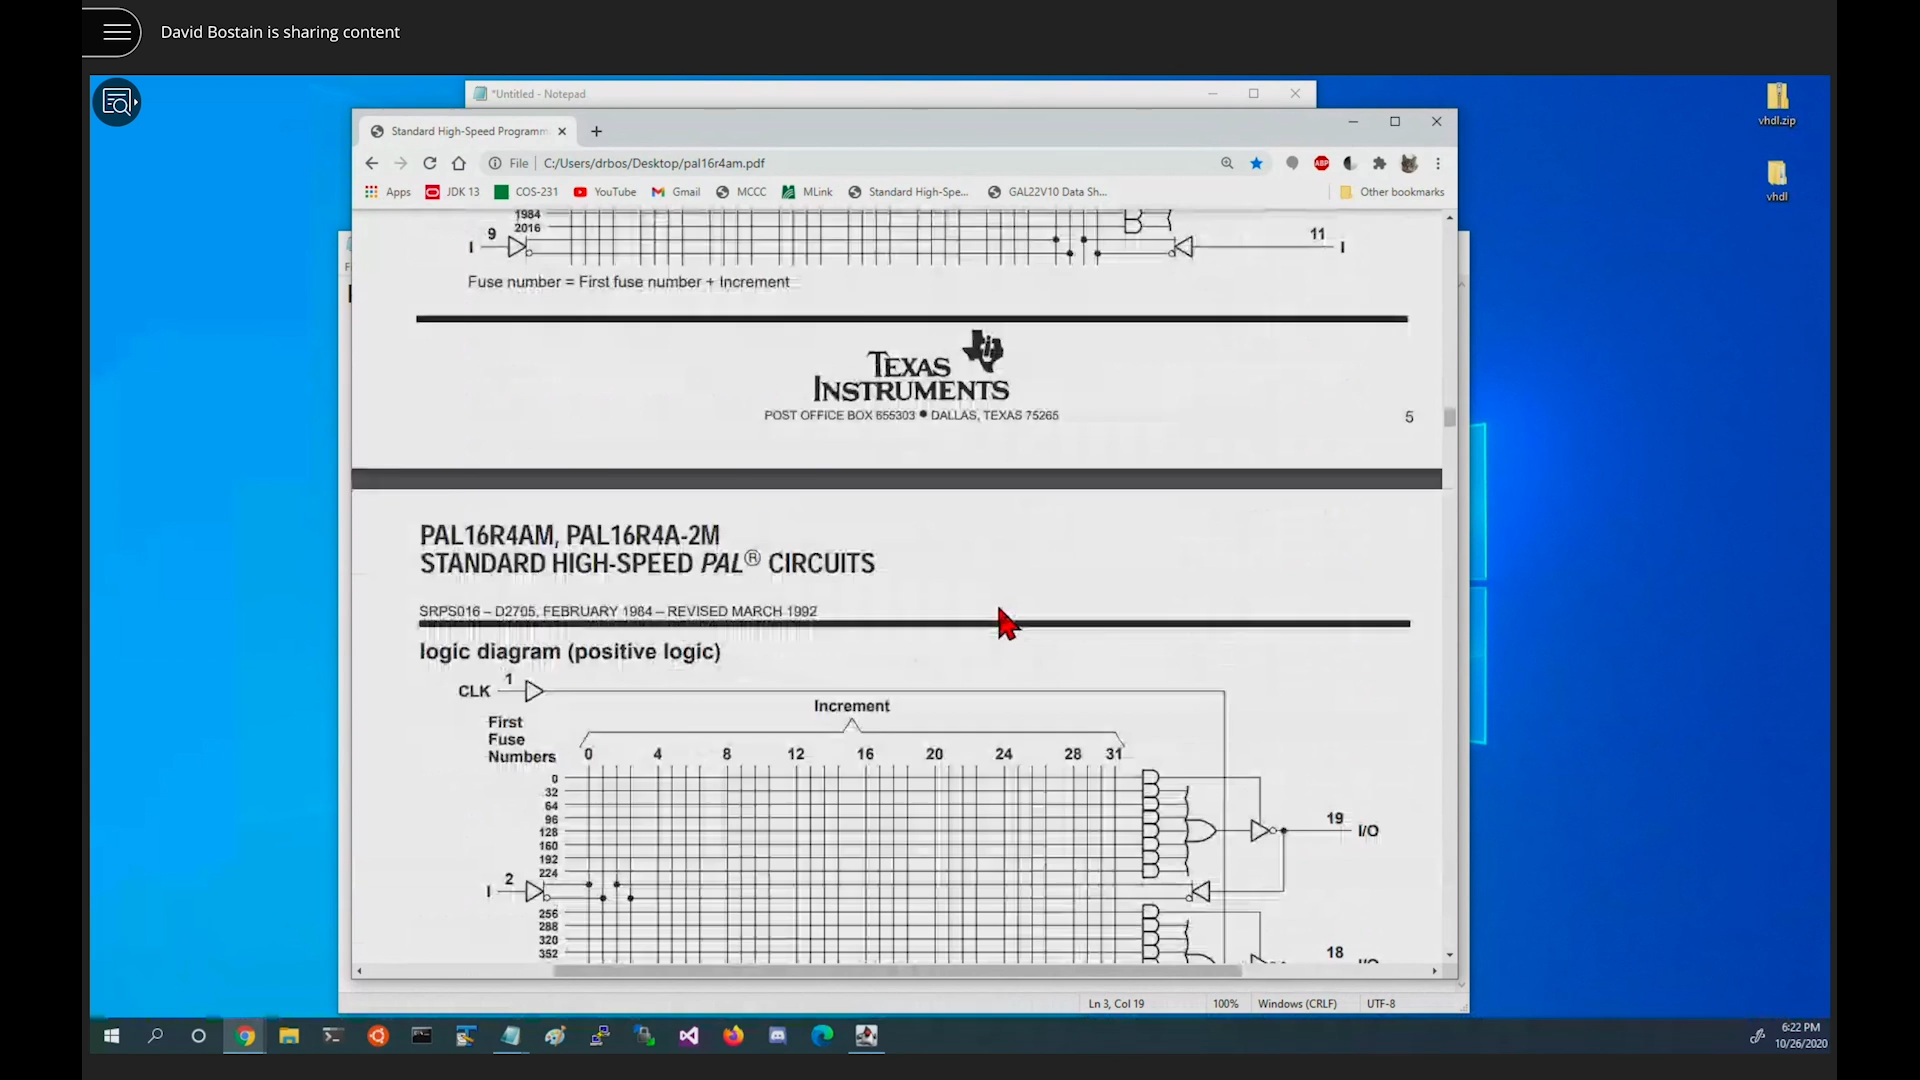 David Bostain is sharing content
*Untitled - Notepad
Standard High-Speed Programm
File | C:/Users/drbos/Desktop/pal16r4am.pdf
ABP
Apps JDK 13 COS-231 YouTube Gmail MCCC MLink Standard High-Spe... GAL22V10 Data Sh... Other bookmarks
1984
2016
I 9 11 I
Fuse number = First fuse number + Increment
TEXAS
INSTRUMENTS
POST OFFICE BOX 655303 • DALLAS, TEXAS 75265
5
PAL16R4AM, PAL16R4A-2M
STANDARD HIGH-SPEED PAL® CIRCUITS
SRPS016 – D2705, FEBRUARY 1984 – REVISED MARCH 1992
logic diagram (positive logic)
CLK 1
Increment
First
Fuse
Numbers
0 4 8 12 16 20 24 28 31
0
32
64
96
128
160
192
224
19 I/O
I 2
256
288
320
352
18
vhdl.zip
vhdl
Ln 3, Col 19 100% Windows (CRLF) UTF-8
6:22 PM
10/26/2020